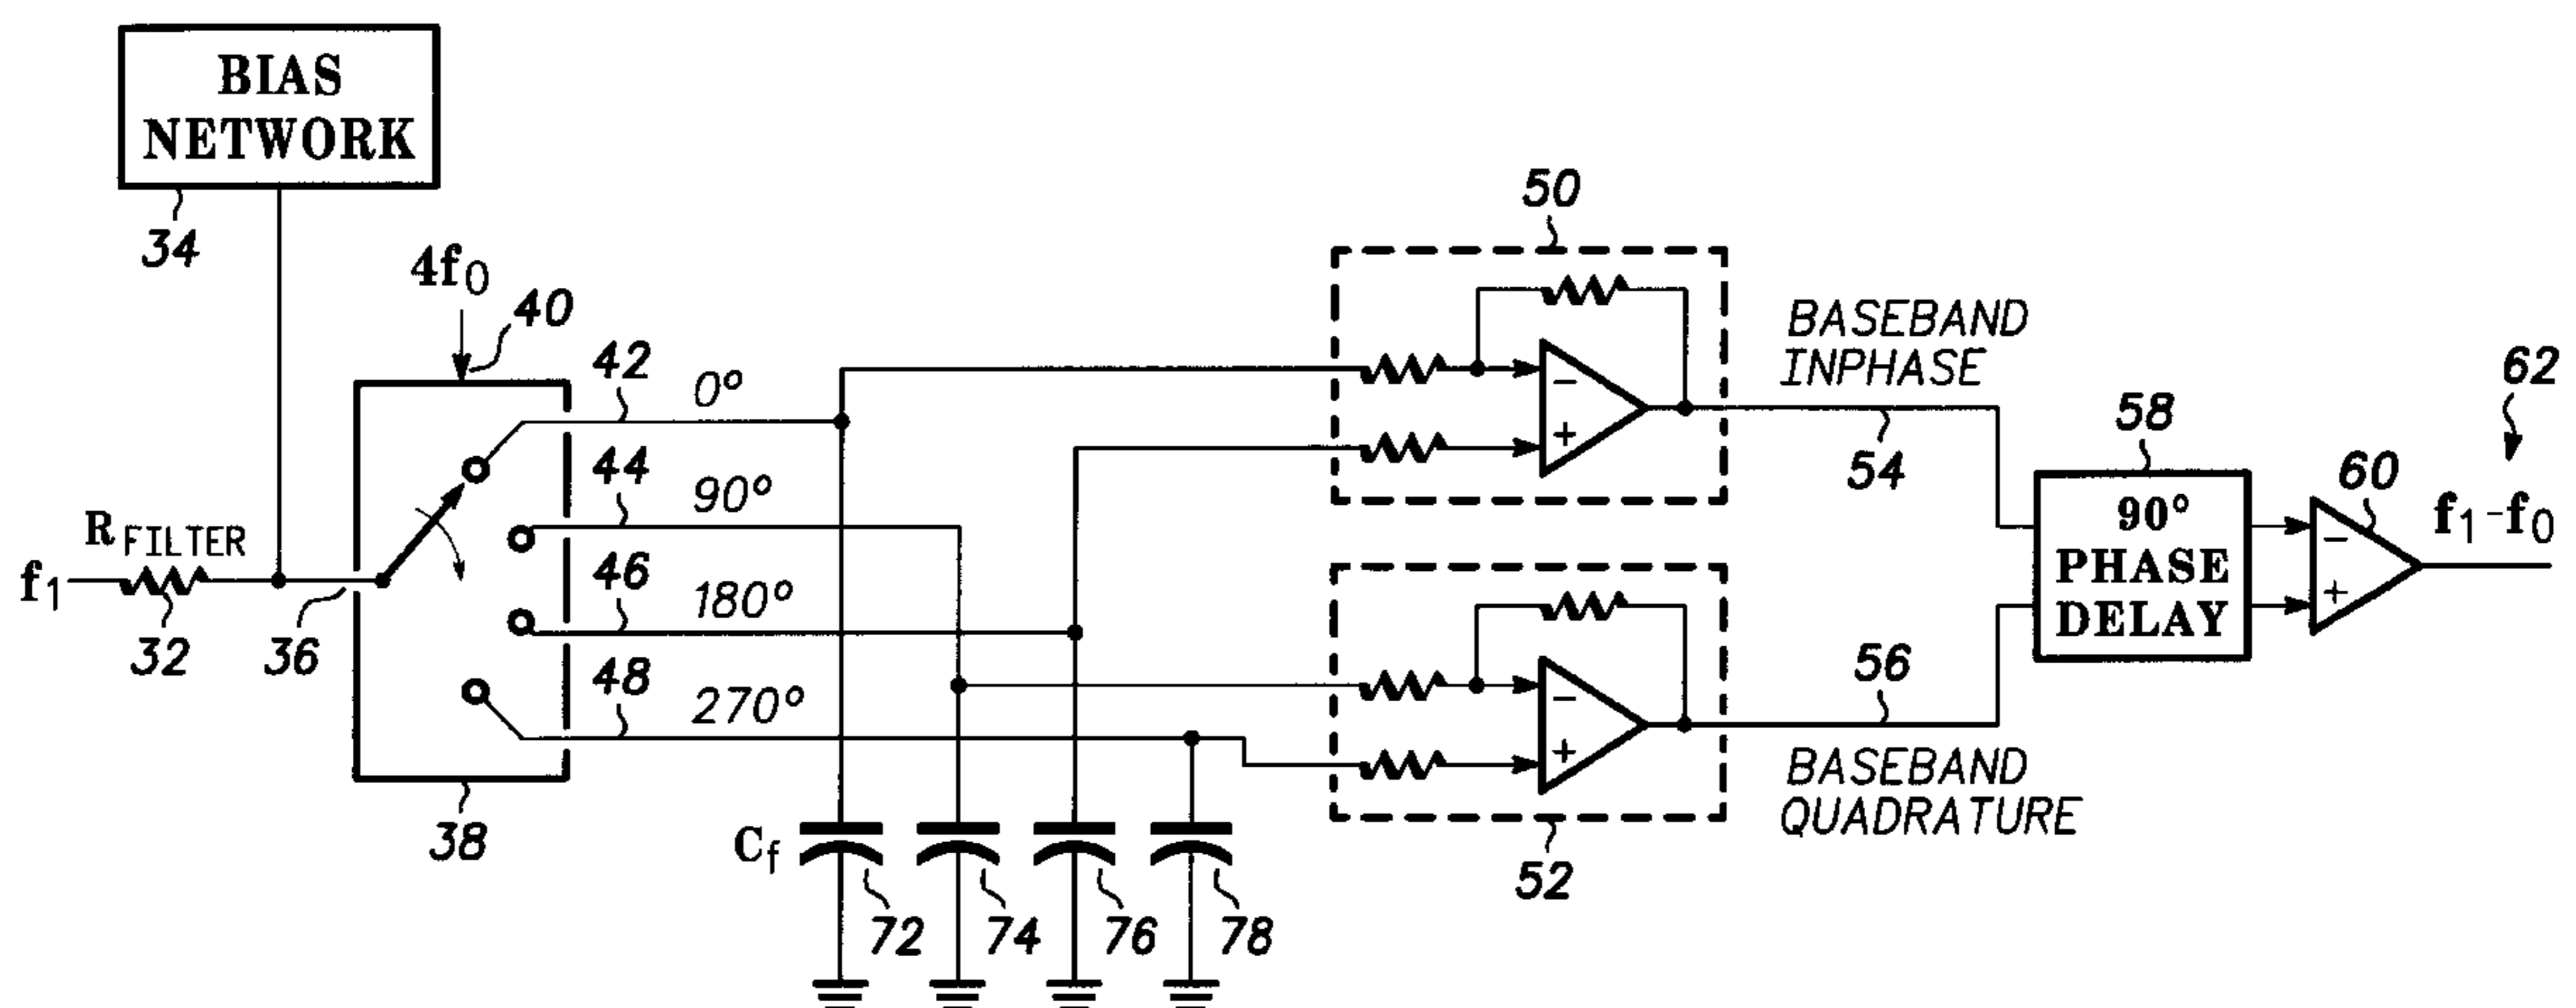 BIAS
NETWORK
34
4f0
40
42
0°
44
90°
46
180°
48
270°
RFILTER
f1
32
36
38
Cf
72
74
76
78
50
−
+
52
−
+
BASEBAND
INPHASE
54
56
BASEBAND
QUADRATURE
58
90°
PHASE
DELAY
60
−
+
62
f1-f0